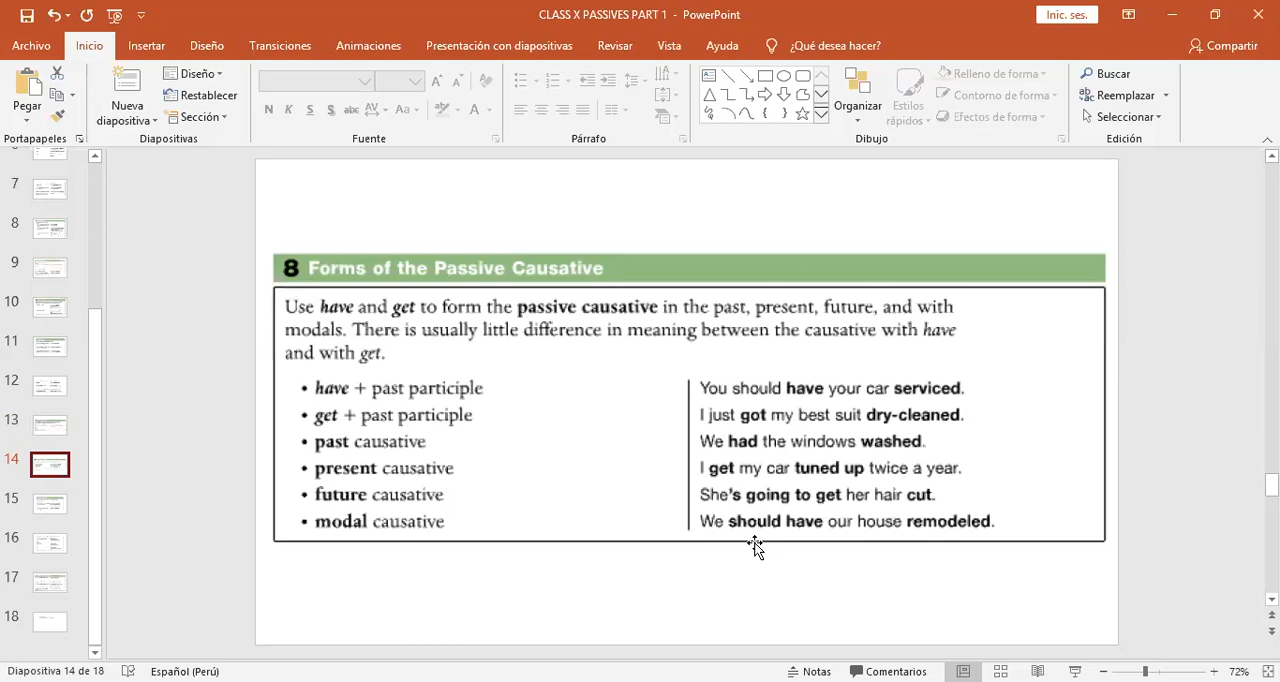 CLASS X PASSIVES PART 1 - PowerPoint
Inic. ses.
Archivo Inicio Insertar Diseño Transiciones Animaciones Presentación con diapositivas Revisar Vista Ayuda ¿Qué desea hacer? Compartir
Pegar
Nueva diapositiva
Diseño
Restablecer
Sección
N K S S abc AV Aa A
Organizar
Estilos rápidos
Relleno de forma
Contorno de forma
Efectos de forma
Buscar
Reemplazar
Seleccionar
Portapapeles Diapositivas Fuente Párrafo Dibujo Edición
7
8
9
10
11
12
13
14
15
16
17
18
8 Forms of the Passive Causative
Use have and get to form the passive causative in the past, present, future, and with
modals. There is usually little difference in meaning between the causative with have
and with get.
• have + past participle You should have your car serviced.
• get + past participle I just got my best suit dry-cleaned.
• past causative We had the windows washed.
• present causative I get my car tuned up twice a year.
• future causative She's going to get her hair cut.
• modal causative We should have our house remodeled.
Diapositiva 14 de 18 Español (Perú) Notas Comentarios 72%